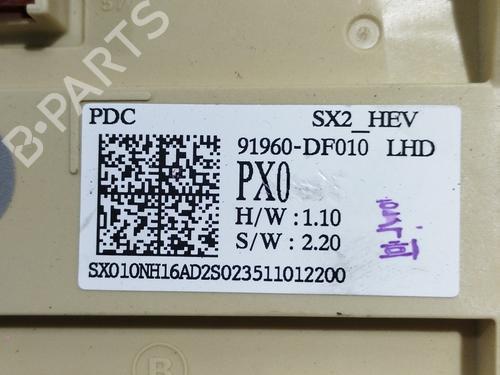 PDC SX2_HEV
91960-DF010 LHD
PX0
H/W : 1.10
S/W : 2.20
SX010NH16AD2S023511012200
B
B-PARTS